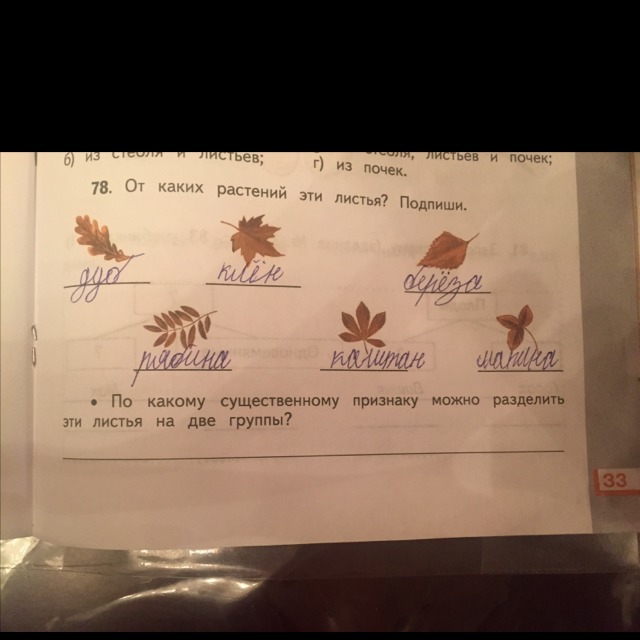 б) из стебля и листьев;
стебля, листьев и почек;
г) из почек.
78. От каких растений эти листья? Подпиши.
дуб клён берёза
рябина каштан малина
• По какому существенному признаку можно разделить
эти листья на две группы?
33